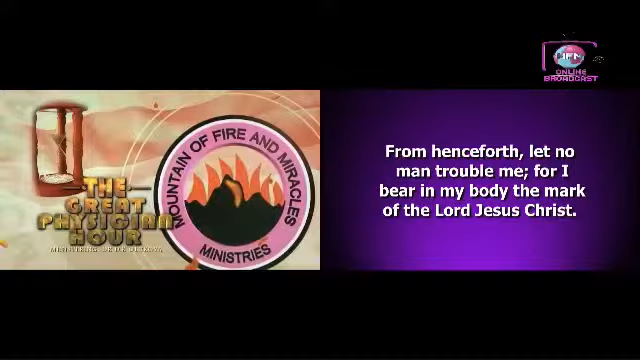 MFM
ONLINE
BROADCAST
THE
GREAT
PHYSICIAN
HOUR
MOUNTAIN OF FIRE AND MIRACLES
MINISTRIES
From henceforth, let no
man trouble me; for I
bear in my body the mark
of the Lord Jesus Christ.